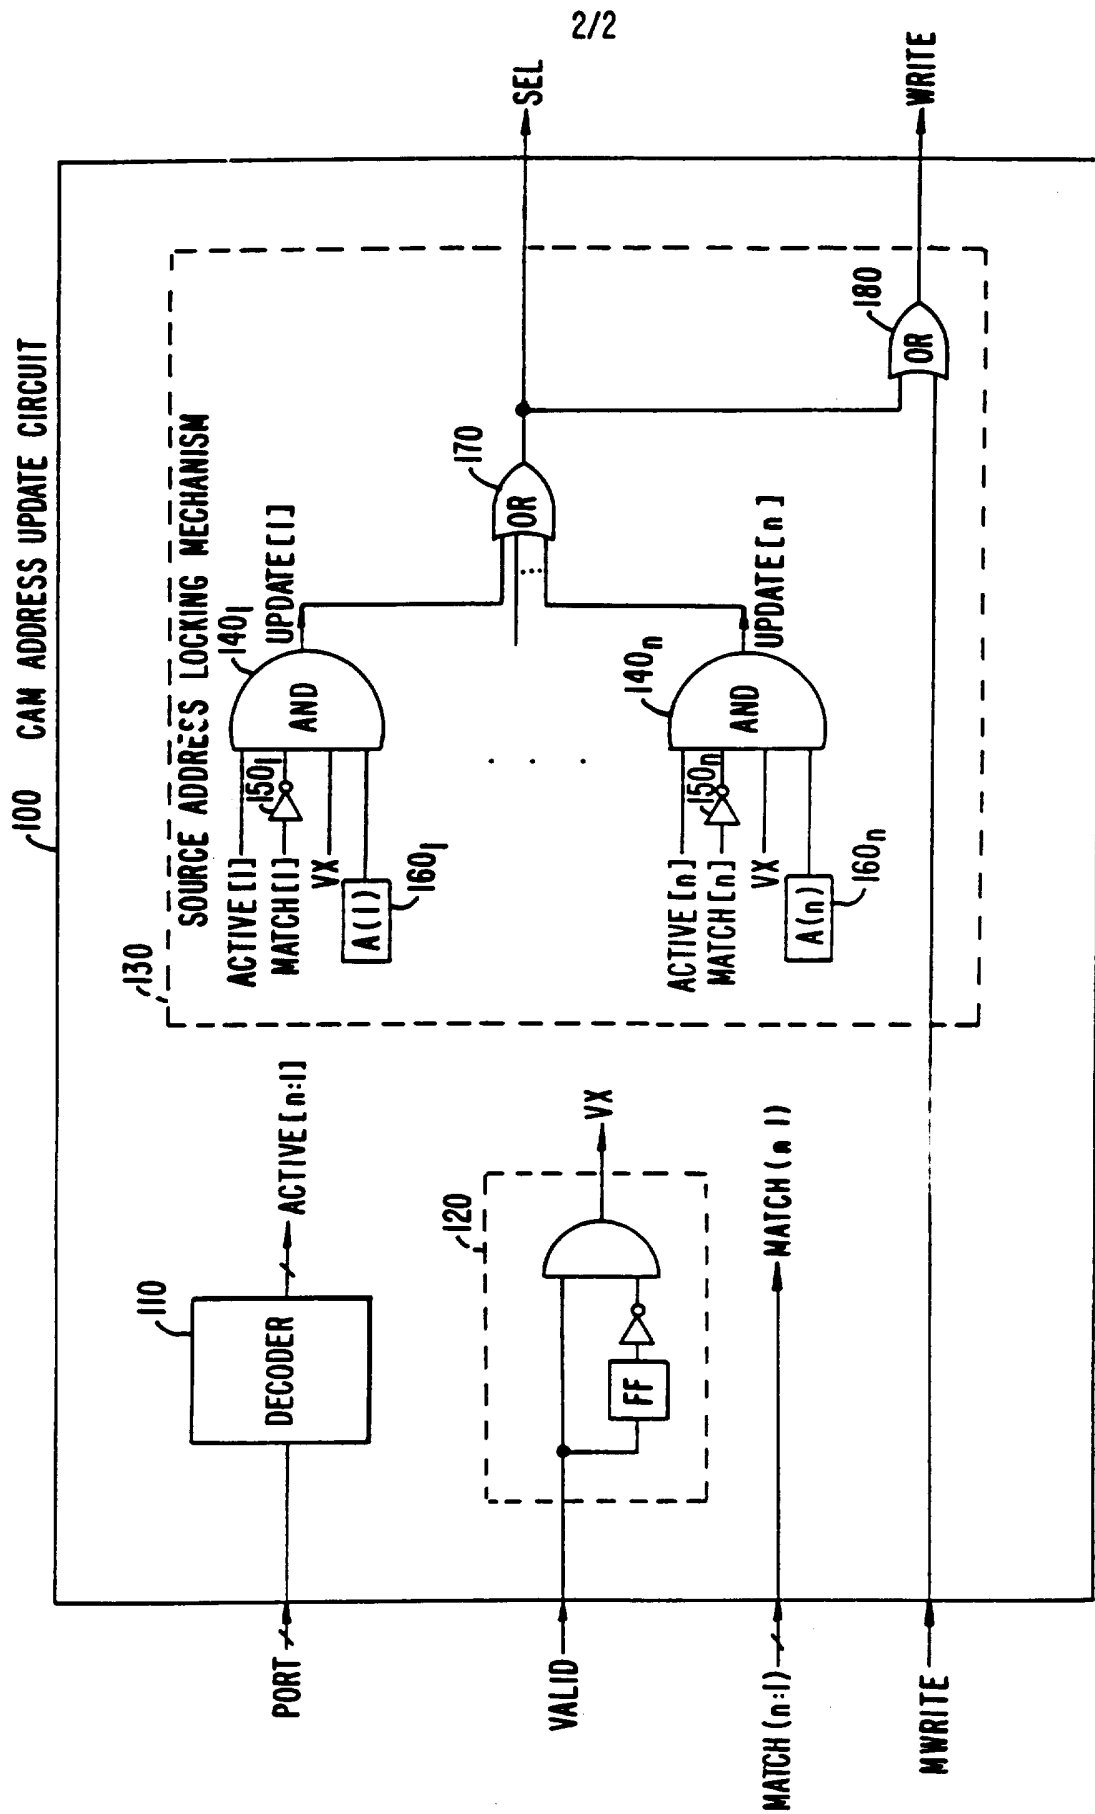 2/2
CAM ADDRESS UPDATE CIRCUIT
100
130
SOURCE ADDRESS LOCKING MECHANISM
PORT
110
DECODER
ACTIVE[n:1]
VALID
120
FF
VX
MATCH(n:1)
MATCH(n 1)
MWRITE
ACTIVE[1]
MATCH[1]
VX
A(1)
160₁
150₁
140₁
AND
UPDATE[1]
ACTIVE[n]
MATCH[n]
VX
A(n)
160ₙ
150ₙ
140ₙ
AND
UPDATE[n]
170
OR
180
OR
SEL
WRITE